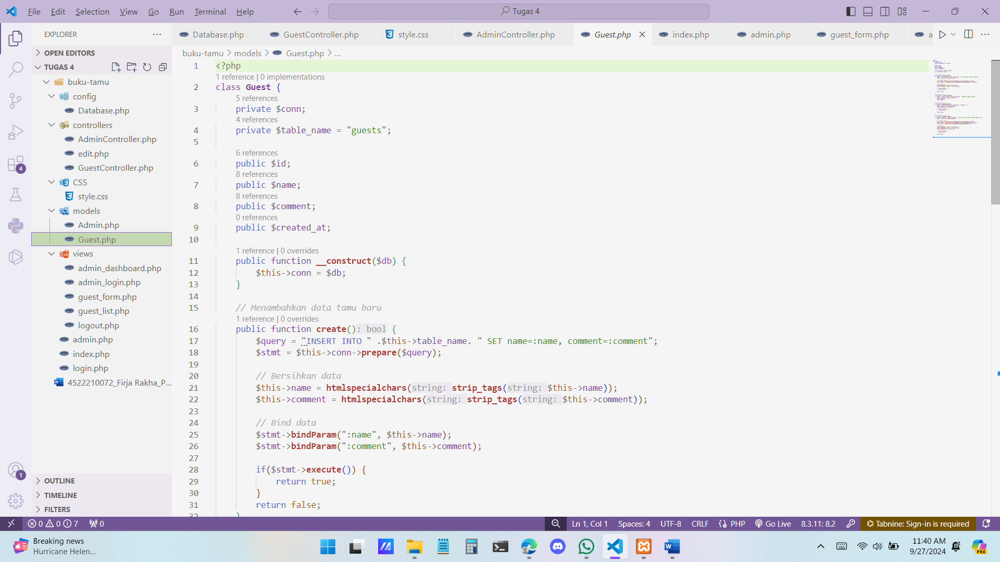 File Edit Selection View Go Run Terminal Help
Tugas 4
EXPLORER
Database.php GuestController.php style.css AdminController.php Guest.php index.php admin.php guest_form.php a
OPEN EDITORS
TUGAS 4
buku-tamu
config
Database.php
controllers
AdminController.php
edit.php
GuestController.php
CSS
style.css
models
Admin.php
Guest.php
views
admin_dashboard.php
admin_login.php
guest_form.php
guest_list.php
logout.php
admin.php
index.php
login.php
4522210072_Firja Rakha_P...
OUTLINE
TIMELINE
FILTERS
4
1
buku-tamu > models > Guest.php > ...
1 <?php
1 reference | 0 implementations
2 class Guest {
5 references
3 private $conn;
4 references
4 private $table_name = "guests";
5
6 references
6 public $id;
8 references
7 public $name;
8 references
8 public $comment;
0 references
9 public $created_at;
10
1 reference | 0 overrides
11 public function __construct($db) {
12 $this->conn = $db;
13 }
14
15 // Menambahkan data tamu baru
1 reference | 0 overrides
16 public function create(): bool {
17 $query = "INSERT INTO " .$this->table_name. " SET name=:name, comment=:comment";
18 $stmt = $this->conn->prepare($query);
19
20 // Bersihkan data
21 $this->name = htmlspecialchars(string: strip_tags(string: $this->name));
22 $this->comment = htmlspecialchars(string: strip_tags(string: $this->comment));
23
24 // Bind data
25 $stmt->bindParam(":name", $this->name);
26 $stmt->bindParam(":comment", $this->comment);
27
28 if($stmt->execute()) {
29 return true;
30 }
31 return false;
32 }
0 0 7 0 Ln 1, Col 1 Spaces: 4 UTF-8 CRLF {} PHP Go Live 8.3.11: 8.2 Tabnine: Sign-in is required
Breaking news
Hurricane Helen...
11:40 AM
9/27/2024
PRE